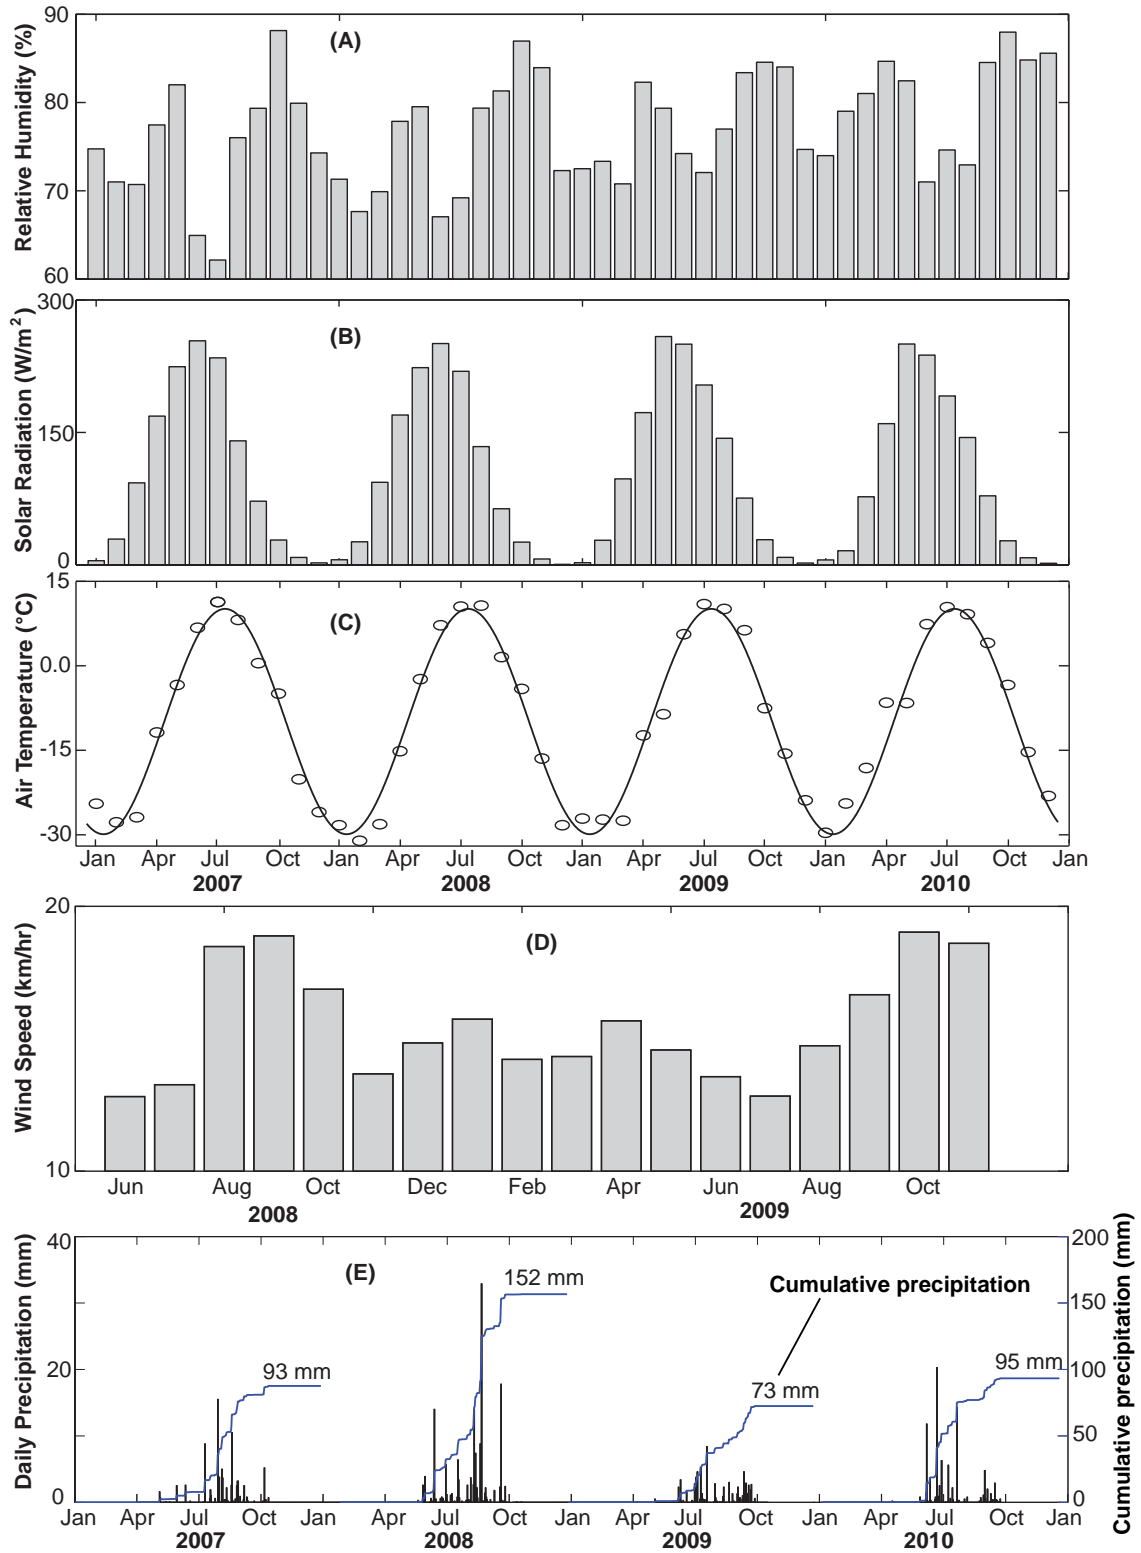 Relative Humidity (%)
90
80
70
60
(A)
Solar Radiation (W/m²)
300
150
0
(B)
Air Temperature (°C)
15
0.0
-15
-30
(C)
Jan Apr Jul Oct Jan Apr Jul Oct Jan Apr Jul Oct Jan Apr Jul Oct Jan
2007 2008 2009 2010
Wind Speed (km/hr)
20
10
(D)
Jun Aug Oct Dec Feb Apr Jun Aug Oct
2008 2009
Daily Precipitation (mm)
40
20
0
(E)
93 mm
152 mm
Cumulative precipitation
73 mm
95 mm
200
150
100
50
0
Cumulative precipitation (mm)
Jan Apr Jul Oct Jan Apr Jul Oct Jan Apr Jul Oct Jan Apr Jul Oct Jan
2007 2008 2009 2010